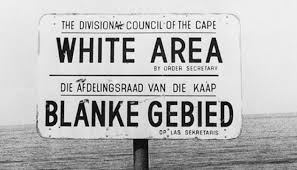 THE DIVISIONAL COUNCIL OF THE CAPE
WHITE AREA
BY ORDER SECRETARY
DIE AFDELINGSRAAD VAN DIE KAAP
BLANKE GEBIED
OP LAS SEKRETARIS